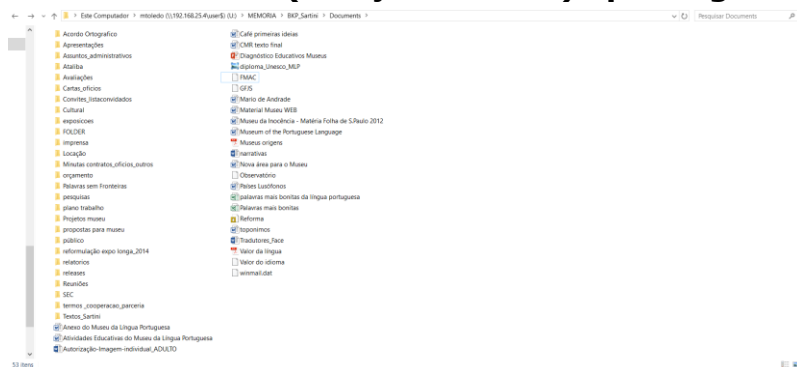 Este Computador > mtoledo (\\192.168.25.4\user$) (U:) > MEMORIA > BKP_Sartini > Documents >
Pesquisar Documents
Acordo Ortografico
Apresentações
Assuntos_administrativos
Ataliba
Avaliações
Cartas_oficios
Convites_listaconvidados
Cultural
exposicoes
FOLDER
imprensa
Locação
Minutas contratos_oficios_outros
orçamento
Palavras sem Fronteiras
pesquisas
plano trabalho
Projetos museu
propostas para museu
público
reformulação expo longa_2014
relatorios
releases
Reuniões
SEC
termos _cooperacao_parceria
Textos_Sartini
Anexo do Museu da Língua Portuguesa
Atividades Educativas do Museu da Língua Portuguesa
Autorização-Imagem-individual_ADULTO
Café primeiras ideias
CMR texto final
Diagnóstico Educativos Museus
diploma_Unesco_MLP
FMAC
GFJS
Mario de Andrade
Material Museu WEB
Museu da Inocência - Matéria Folha de S.Paulo 2012
Museum of the Portuguese Language
Museus origens
narrativas
Nova área para o Museu
Observatório
Países Lusófonos
palavras mais bonitas da língua portuguesa
Palavras mais bonitas
Reforma
toponimos
Tradutores_Face
Valor da língua
Valor do idioma
winmail.dat
53 itens